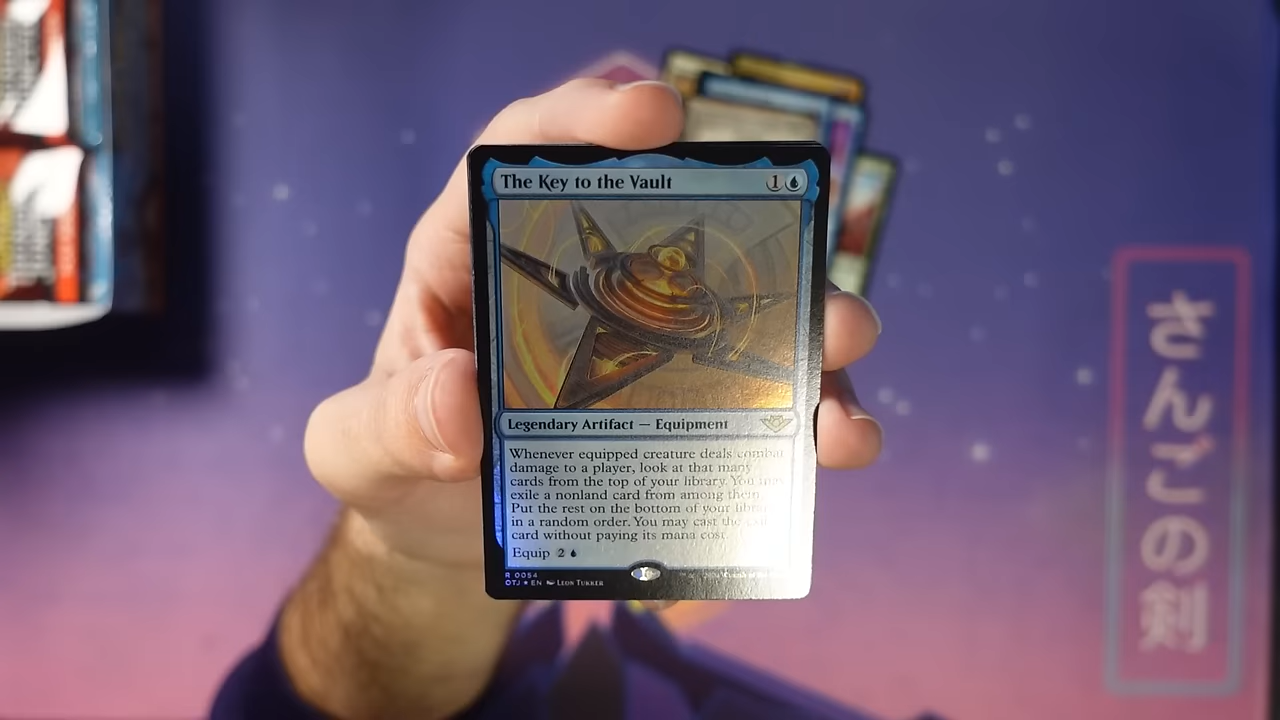 The Key to the Vault 1
Legendary Artifact — Equipment
Whenever equipped creature deals combat
damage to a player, look at that many
cards from the top of your library. You may
exile a nonland card from among them.
Put the rest on the bottom of your library
in a random order. You may cast the
card without paying its mana cost.
Equip 2
R 0054
OTJ ★ EN Leon Tukker
さんごの剣